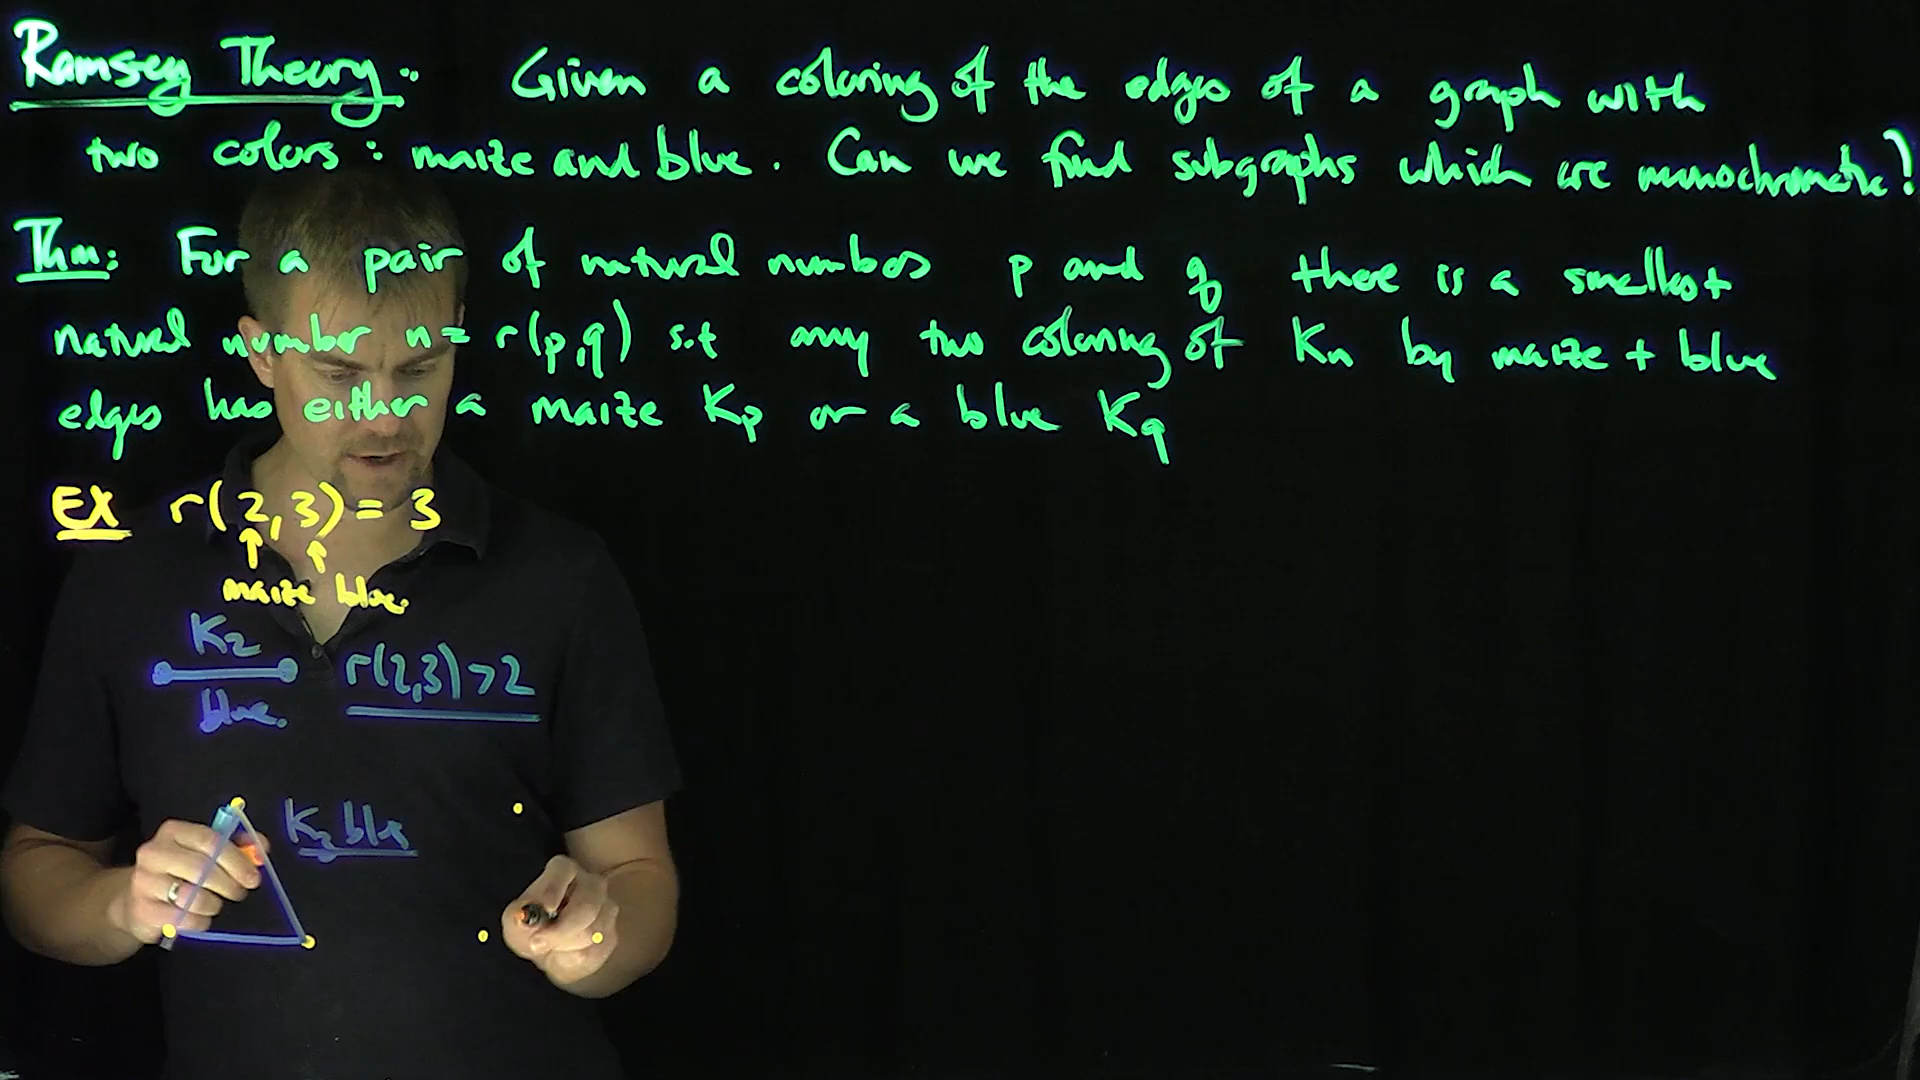 Ramsey Theory: Given a coloring of the edges of a graph with
two colors: maize and blue. Can we find subgraphs which are monochromatic?
Thm: For a pair of natural numbers p and q there is a smallest
natural number n = r(p,q) s.t any two coloring of Kn by maize + blue
edges has either a maize Kp or a blue Kq
EX r(2,3) = 3
maize blue.
K2
r(2,3)>2
blue.
K3 blue